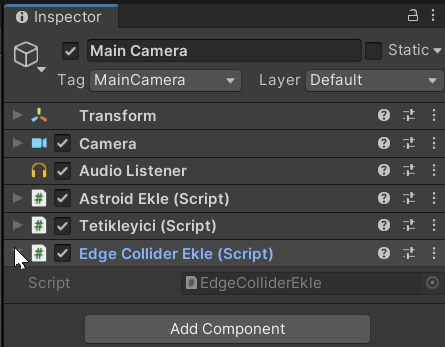 Inspector
Main Camera
Static
Tag MainCamera Layer Default
Transform
Camera
Audio Listener
Astroid Ekle (Script)
Tetikleyici (Script)
Edge Collider Ekle (Script)
Script EdgeColliderEkle
Add Component